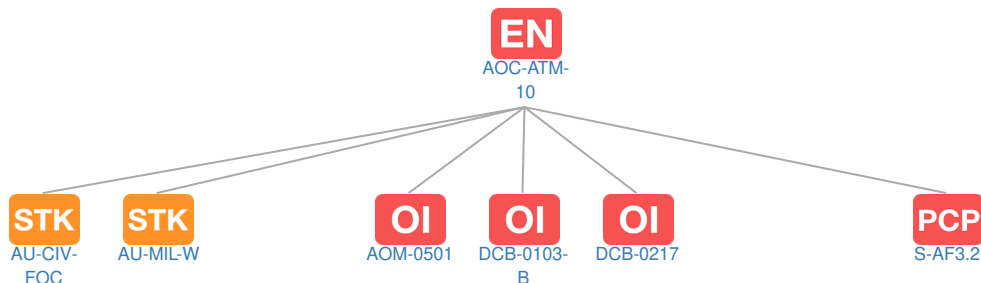 EN
AOC-ATM-
10
STK STK OI OI OI PCP
AU-CIV- AU-MIL-W AOM-0501 DCB-0103- DCB-0217 S-AF3.2
FOC B